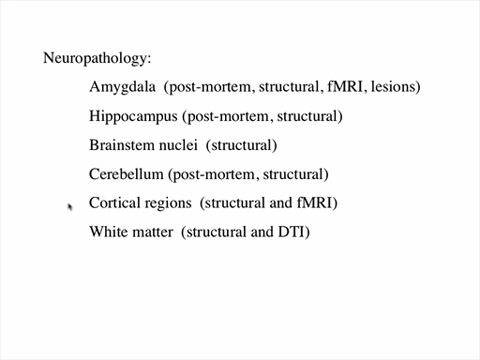 Neuropathology:
Amygdala (post-mortem, structural, fMRI, lesions)
Hippocampus (post-mortem, structural)
Brainstem nuclei (structural)
Cerebellum (post-mortem, structural)
Cortical regions (structural and fMRI)
White matter (structural and DTI)